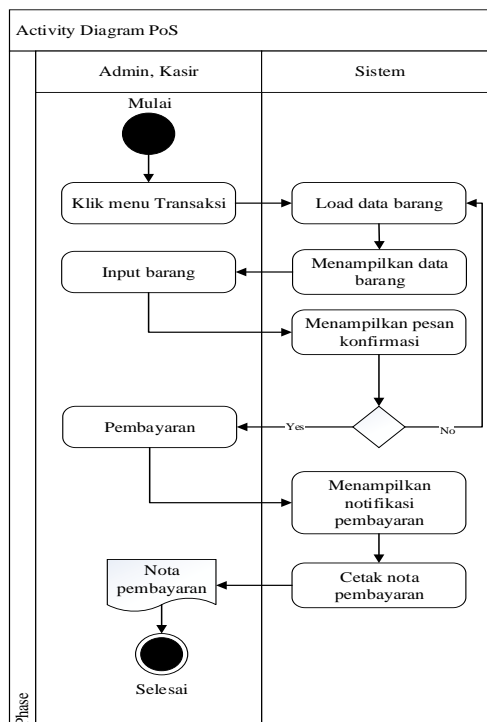 Activity Diagram PoS
Admin, Kasir
Sistem
Mulai
Klik menu Transaksi
Load data barang
Menampilkan data
barang
Input barang
Menampilkan pesan
konfirmasi
Yes
No
Pembayaran
Menampilkan
notifikasi
pembayaran
Cetak nota
pembayaran
Nota
pembayaran
Selesai
Phase